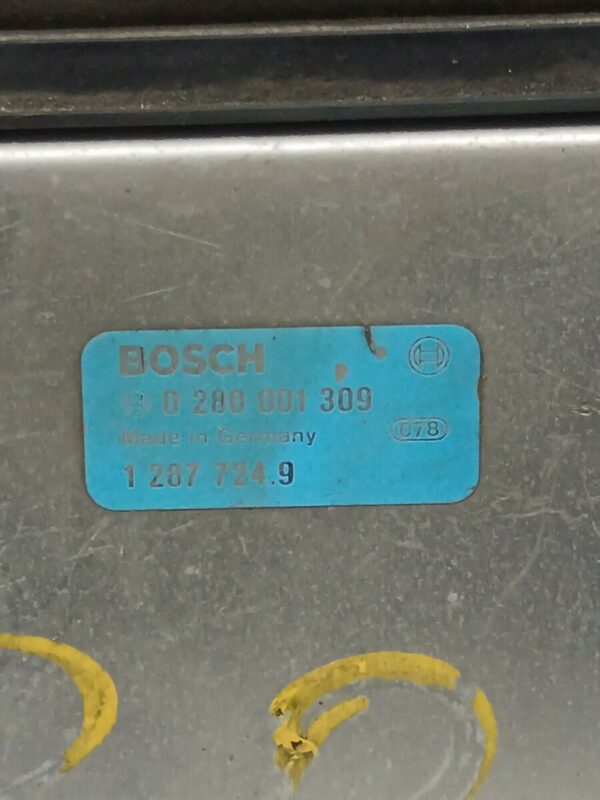 BOSCH
0 280 001 309
Made in Germany
078
1 287 724.9